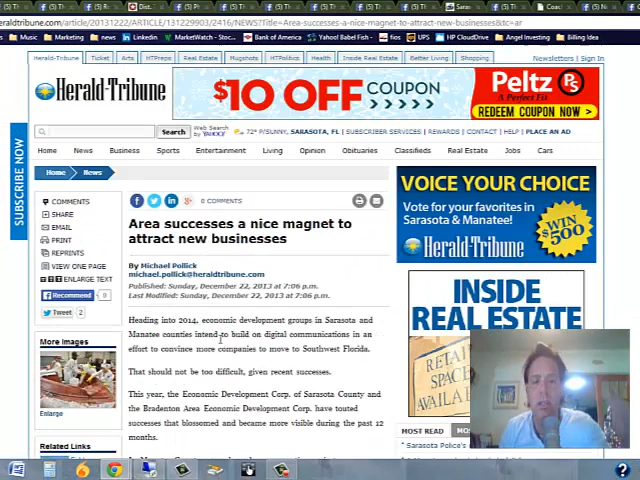 ldtribune.com/article/20131222/ARTICLE/131229903/2416/NEWS?Title=Area-successes-a-nice-magnet-to-attract-new-businesses&tc=ar
Music
news
Linkedin
MarketWatch - Stoc...
Bank of America
Yahoo! Babel Fish -
fios
UPS
HP CloudDrive
Angel Investing
Billing Idea
Herald-Tribune
Ticket
Arts
HTPreps
Real Estate
Mugshots
HTPolitics
Health
Inside Real Estate
Better Living
Shopping
Newsletters | Sign In
Herald-Tribune
$10 OFF COUPON >>>>>
Peltz
A Perfect Fit
REDEEM COUPON NOW >
Search
Web Search by YAHOO!
72° P/SUNNY, SARASOTA, FL | SUBSCRIBER SERVICES | REWARDS | CONTACT | HELP | PLACE AN AD
Home News Business Sports Entertainment Living Opinion Obituaries Classifieds Real Estate Jobs Cars
SUBSCRIBE NOW
Home News
COMMENTS
SHARE
EMAIL
PRINT
REPRINTS
VIEW ONE PAGE
ENLARGE TEXT
Recommend 0
Tweet 2
0 COMMENTS
Area successes a nice magnet to
attract new businesses
By Michael Pollick
michael.pollick@heraldtribune.com
Published: Sunday, December 22, 2013 at 7:06 p.m.
Last Modified: Sunday, December 22, 2013 at 7:06 p.m.
Heading into 2014, economic development groups in Sarasota and
Manatee counties intend to build on digital communications in an
effort to convince more companies to move to Southwest Florida.
That should not be too difficult, given recent successes.
This year, the Economic Development Corp. of Sarasota County and
the Bradenton Area Economic Development Corp. have touted
successes that blossomed and became more visible during the past 12
months.
More Images
Enlarge
Related Links
VOICE YOUR CHOICE
Vote for your favorites in
Sarasota & Manatee!
WIN
$500
Herald-Tribune
INSIDE
REAL ESTATE
RETAIL
SPACE
AVAILA
MOST READ
Sarasota Police's